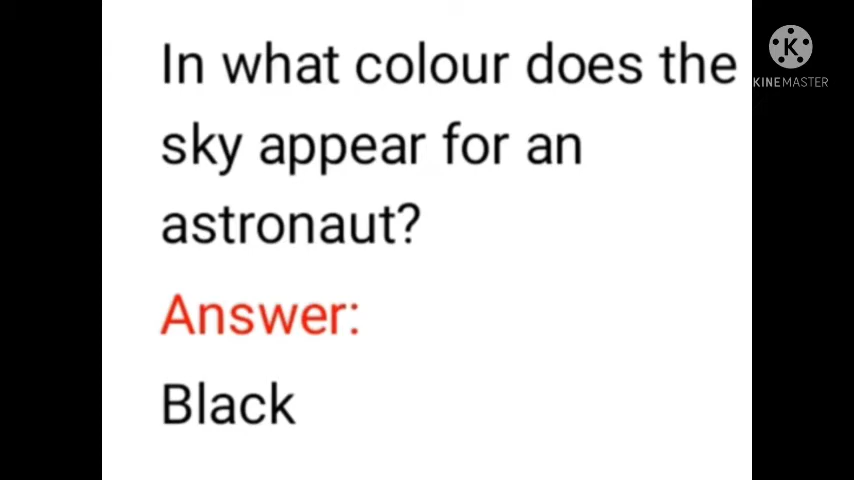 In what colour does the
sky appear for an
astronaut?
Answer:
Black
K
KINEMASTER